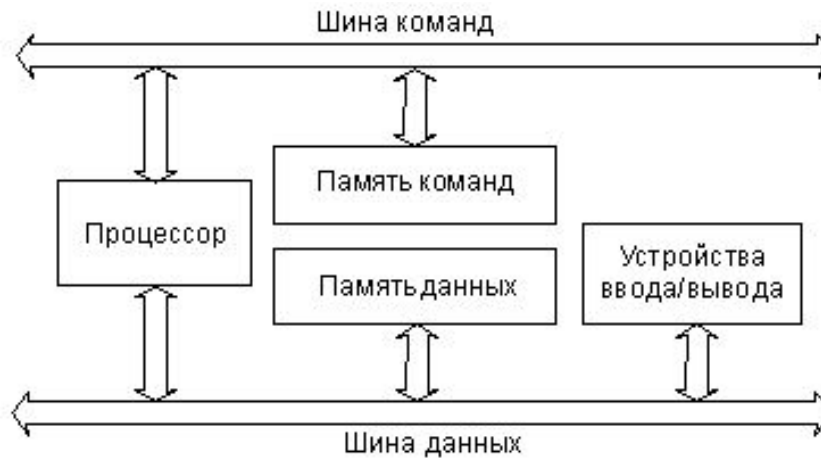 Шина команд
Память команд
Процессор
Память данных
Устройства
ввода/вывода
Шина данных